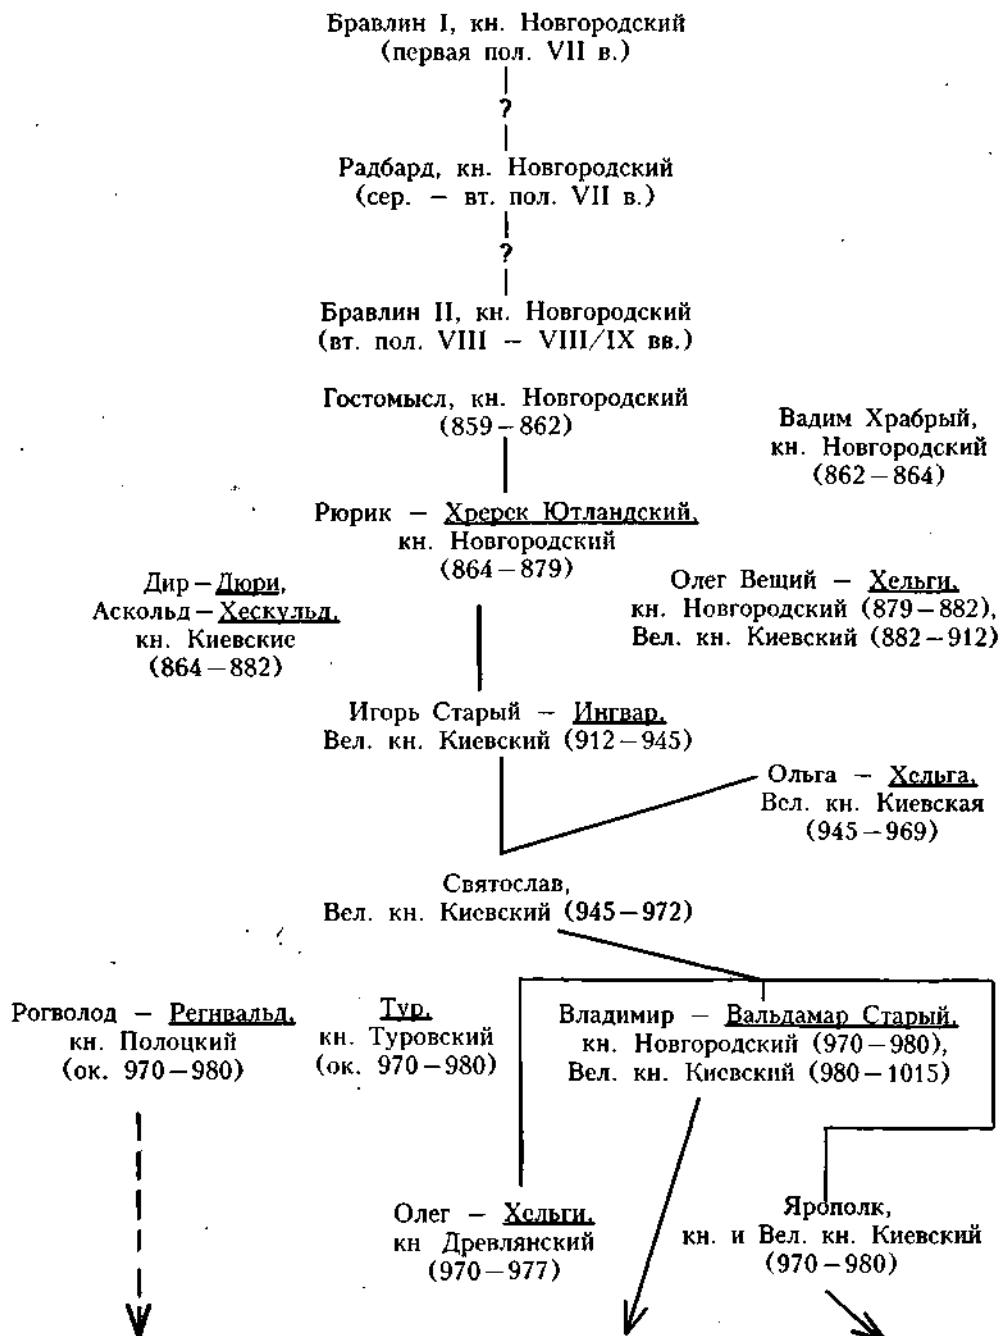 Бравлин I, кн. Новгородский
(первая пол. VII в.)
?
Радбард, кн. Новгородский
(сер. – вт. пол. VII в.)
?
Бравлин II, кн. Новгородский
(вт. пол. VIII – VIII/IX вв.)
Гостомысл, кн. Новгородский
(859–862)
Вадим Храбрый,
кн. Новгородский
(862–864)
Рюрик – Хререк Ютландский,
кн. Новгородский
(864–879)
Дир–Дюри,
Аскольд–Хескульд,
кн. Киевские
(864–882)
Олег Вещий – Хельги,
кн. Новгородский (879–882),
Вел. кн. Киевский (882–912)
Игорь Старый – Ингвар,
Вел. кн. Киевский (912–945)
Ольга – Хельга,
Вел. кн. Киевская
(945–969)
Святослав,
Вел. кн. Киевский (945–972)
Рогволод – Регнвальд,
кн. Полоцкий
(ок. 970–980)
Тур,
кн. Туровский
(ок. 970–980)
Владимир – Вальдамар Старый,
кн. Новгородский (970–980),
Вел. кн. Киевский (980–1015)
Олег – Хельги,
кн Древлянский
(970–977)
Ярополк,
кн. и Вел. кн. Киевский
(970–980)